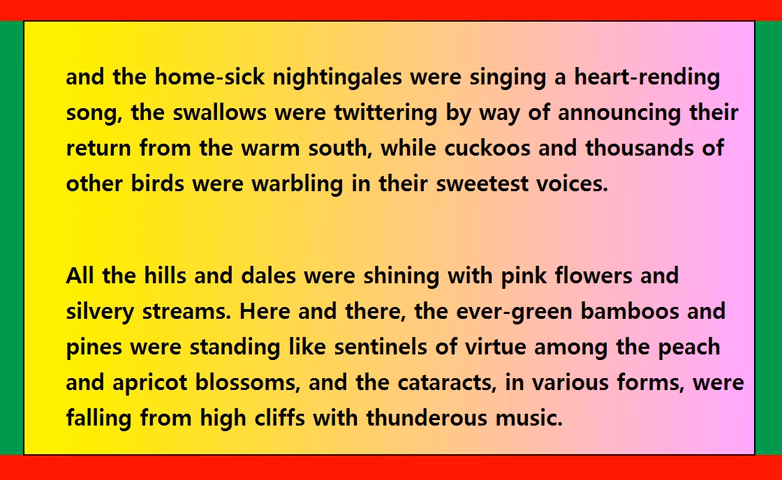 and the home-sick nightingales were singing a heart-rending
song, the swallows were twittering by way of announcing their
return from the warm south, while cuckoos and thousands of
other birds were warbling in their sweetest voices.
All the hills and dales were shining with pink flowers and
silvery streams. Here and there, the ever-green bamboos and
pines were standing like sentinels of virtue among the peach
and apricot blossoms, and the cataracts, in various forms, were
falling from high cliffs with thunderous music.